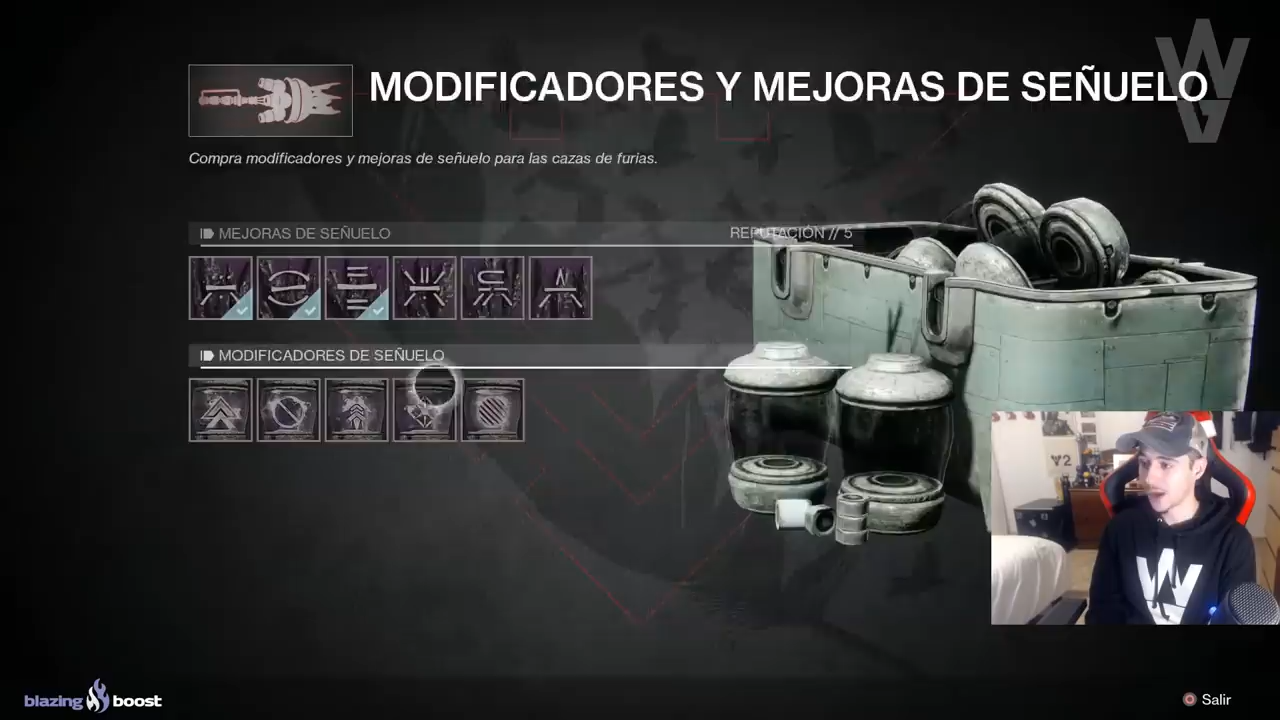 MODIFICADORES Y MEJORAS DE SEÑUELO
Compra modificadores y mejoras de señuelo para las cazas de furias.
MEJORAS DE SEÑUELO
REPUTACIÓN // 5
MODIFICADORES DE SEÑUELO
blazing boost
Salir